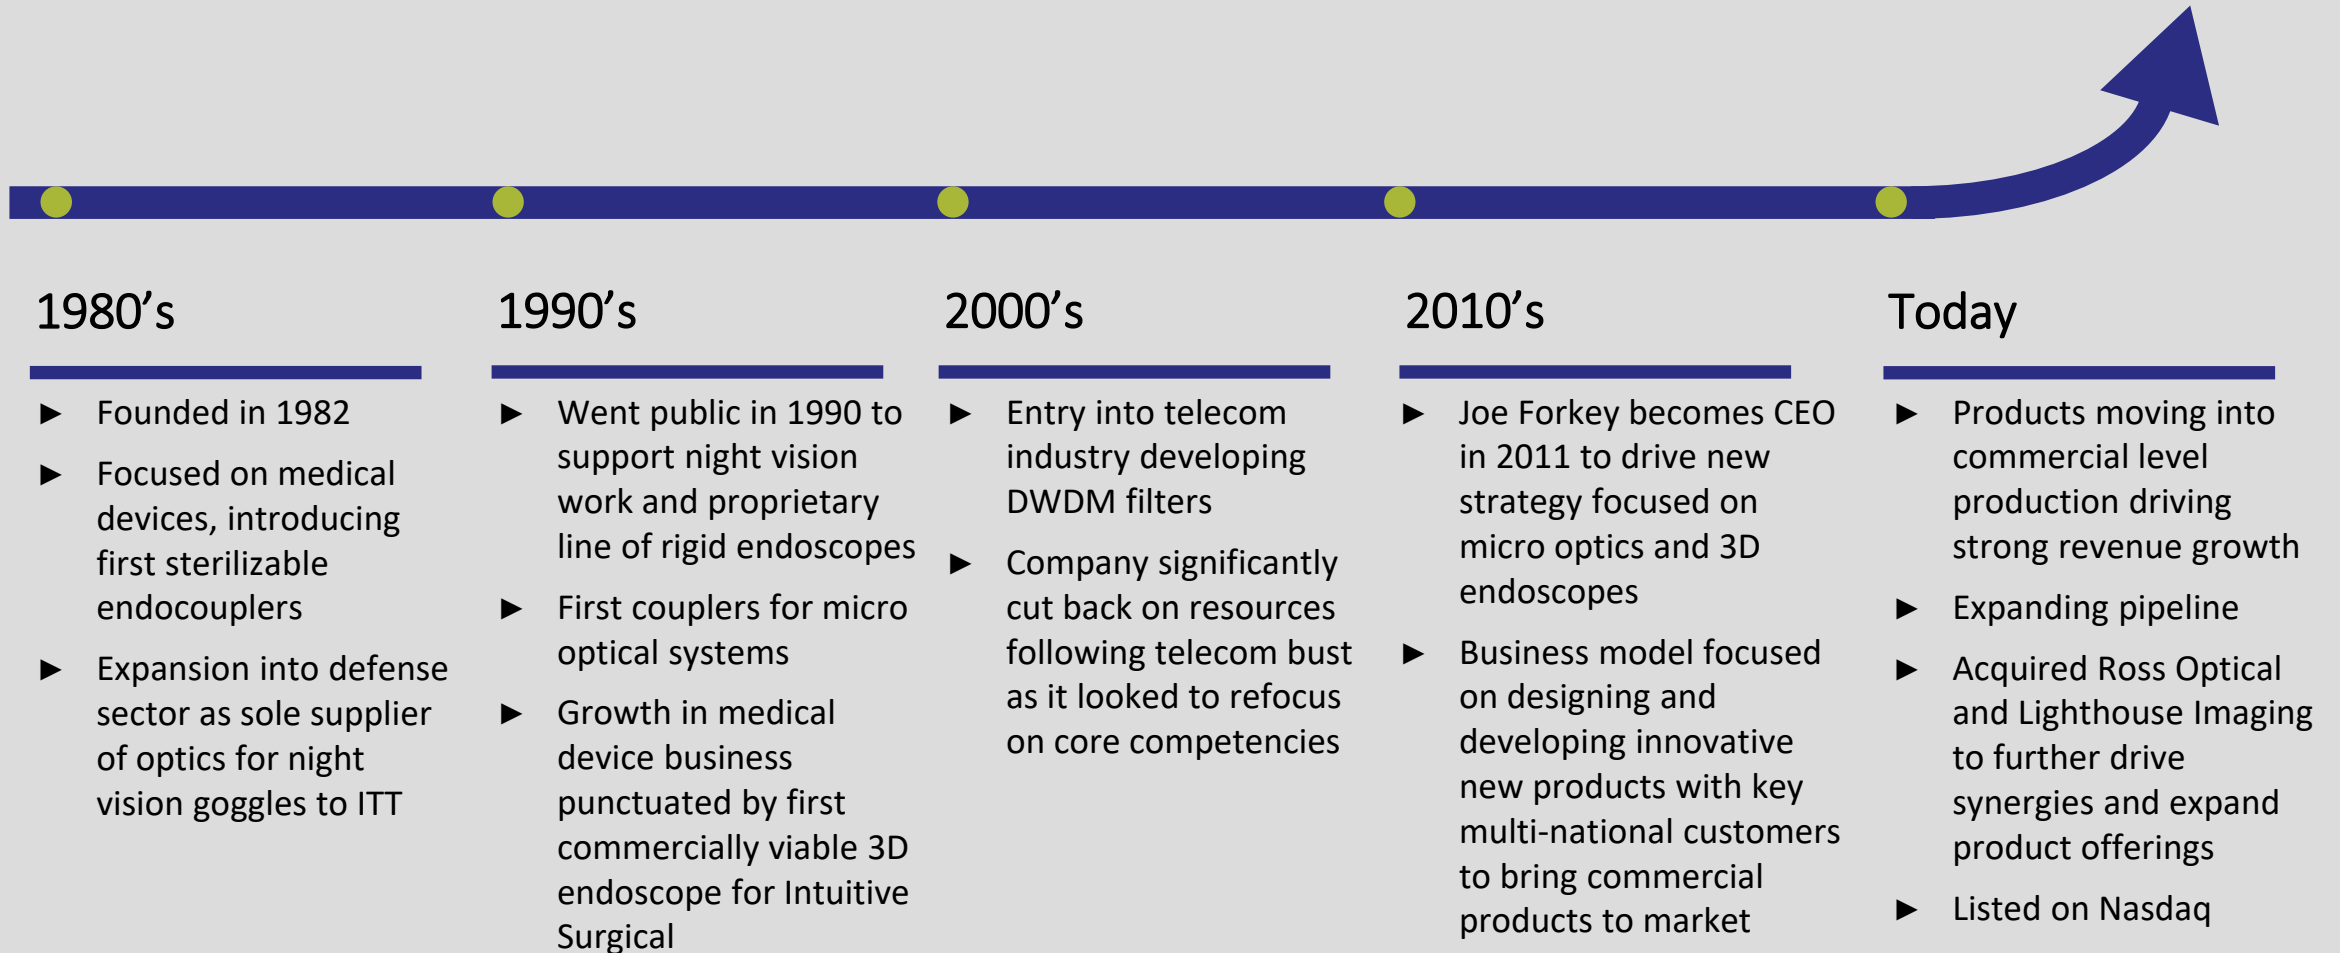 1980’s
► Founded in 1982
► Focused on medical
devices, introducing
first sterilizable
endocouplers
► Expansion into defense
sector as sole supplier
of optics for night
vision goggles to ITT
1990’s
► Went public in 1990 to
support night vision
work and proprietary
line of rigid endoscopes
► First couplers for micro
optical systems
► Growth in medical
device business
punctuated by first
commercially viable 3D
endoscope for Intuitive
Surgical
2000’s
► Entry into telecom
industry developing
DWDM filters
► Company significantly
cut back on resources
following telecom bust
as it looked to refocus
on core competencies
2010’s
► Joe Forkey becomes CEO
in 2011 to drive new
strategy focused on
micro optics and 3D
endoscopes
► Business model focused
on designing and
developing innovative
new products with key
multi-national customers
to bring commercial
products to market
Today
► Products moving into
commercial level
production driving
strong revenue growth
► Expanding pipeline
► Acquired Ross Optical
and Lighthouse Imaging
to further drive
synergies and expand
product offerings
► Listed on Nasdaq